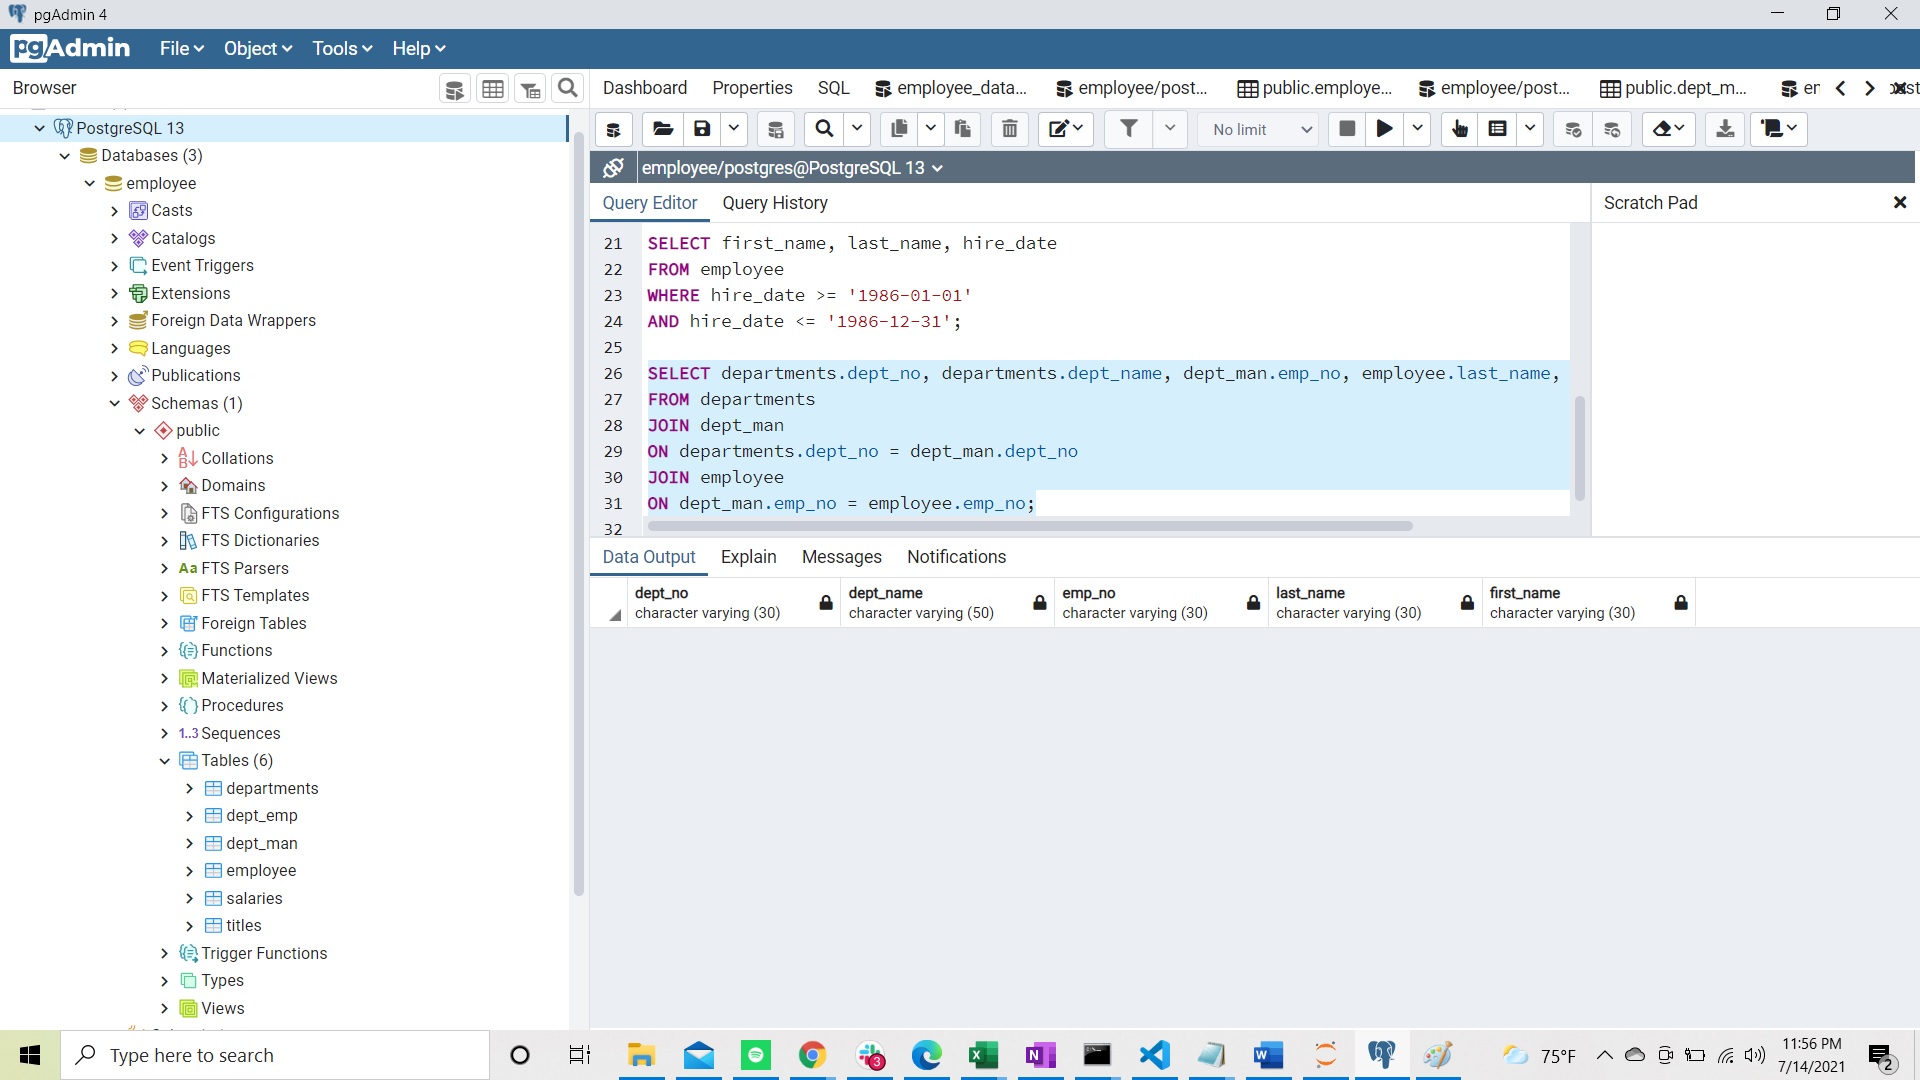 pgAdmin 4
pgAdmin File Object Tools Help
Browser
Dashboard Properties SQL employee_data... employee/post... public.employe... employee/post... public.dept_m... er
No limit
employee/postgres@PostgreSQL 13
Query Editor Query History
Scratch Pad
PostgreSQL 13
Databases (3)
employee
Casts
Catalogs
Event Triggers
Extensions
Foreign Data Wrappers
Languages
Publications
Schemas (1)
public
Collations
Domains
FTS Configurations
FTS Dictionaries
Aa FTS Parsers
FTS Templates
Foreign Tables
Functions
Materialized Views
Procedures
1..3 Sequences
Tables (6)
departments
dept_emp
dept_man
employee
salaries
titles
Trigger Functions
Types
Views
21 SELECT first_name, last_name, hire_date
22 FROM employee
23 WHERE hire_date >= '1986-01-01'
24 AND hire_date <= '1986-12-31';
25
26 SELECT departments.dept_no, departments.dept_name, dept_man.emp_no, employee.last_name,
27 FROM departments
28 JOIN dept_man
29 ON departments.dept_no = dept_man.dept_no
30 JOIN employee
31 ON dept_man.emp_no = employee.emp_no;
32
Data Output Explain Messages Notifications
dept_no dept_name emp_no last_name first_name
character varying (30) character varying (50) character varying (30) character varying (30) character varying (30)
Type here to search
3
75°F
11:56 PM
7/14/2021
2